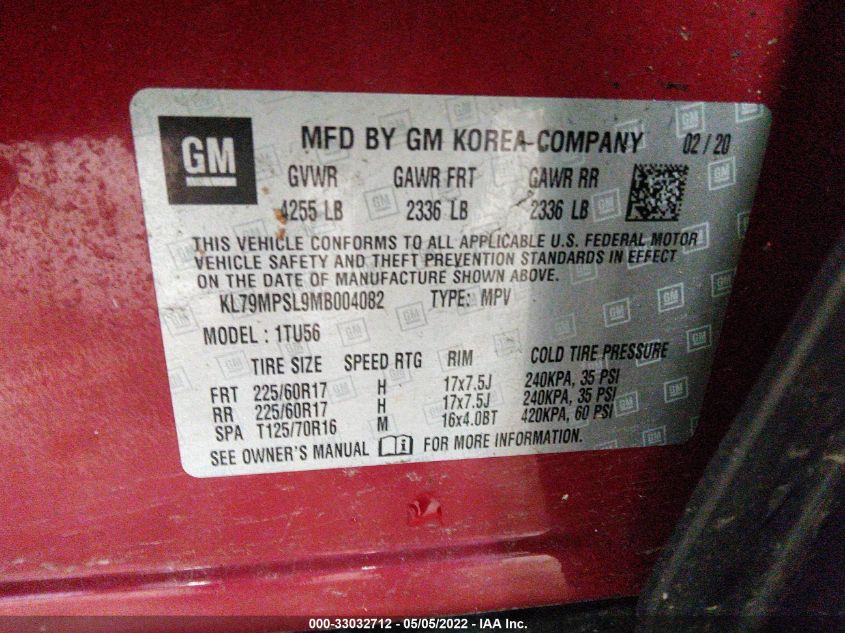 GM
MFD BY GM KOREA COMPANY 02/20
GVWR GAWR FRT GAWR RR
4255 LB 2336 LB 2336 LB
THIS VEHICLE CONFORMS TO ALL APPLICABLE U.S. FEDERAL MOTOR
VEHICLE SAFETY AND THEFT PREVENTION STANDARDS IN EFFECT
ON THE DATE OF MANUFACTURE SHOWN ABOVE.
KL79MPSL9MB004082 TYPE: MPV
MODEL: 1TU56
TIRE SIZE SPEED RTG RIM COLD TIRE PRESSURE
FRT 225/60R17 H 17x7.5J 240KPA, 35 PSI
RR 225/60R17 H 17x7.5J 240KPA, 35 PSI
SPA T125/70R16 M 16x4.0BT 420KPA, 60 PSI
SEE OWNER'S MANUAL FOR MORE INFORMATION.
000-33032712 - 05/05/2022 - IAA Inc.